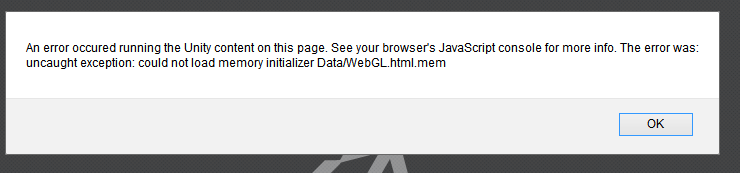 An error occured running the Unity content on this page. See your browser's JavaScript console for more info. The error was:
uncaught exception: could not load memory initializer Data/WebGL.html.mem
OK